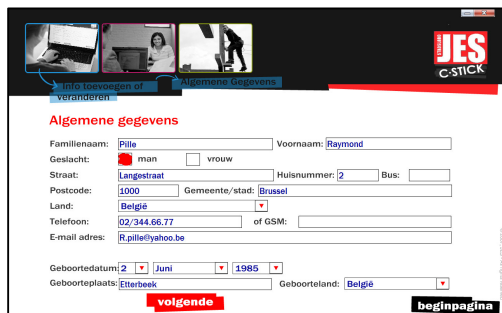 BRUSSELS
JES
C-STICK
Info toevoegen of
veranderen
Algemene Gegevens
Algemene gegevens
Familienaam: Pille Voornaam: Raymond
Geslacht: man vrouw
Straat: Langestraat Huisnummer: 2 Bus:
Postcode: 1000 Gemeente/stad: Brussel
Land: België
Telefoon: 02/344.66.77 of GSM:
E-mail adres: R.pille@yahoo.be
Geboortedatum: 2 Juni 1985
Geboorteplaats: Etterbeek Geboorteland: België
volgende
beginpagina